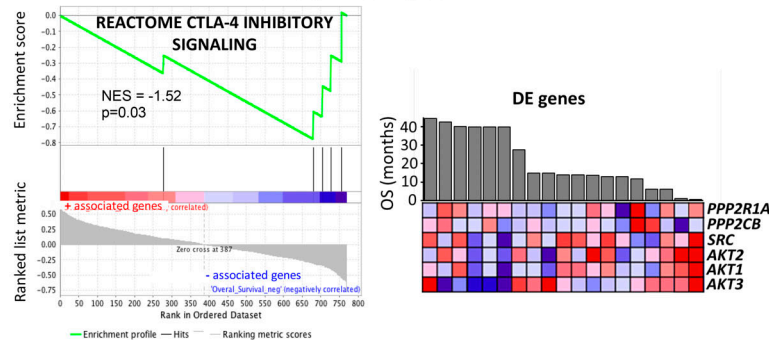 Enrichment score
0.0
-0.1
-0.2
-0.3
-0.4
-0.5
-0.6
-0.7
-0.8
REACTOME CTLA-4 INHIBITORY
SIGNALING
NES = -1.52
p=0.03
Ranked list metric
0.50
0.25
0.00
-0.25
-0.50
-0.75
+ associated genes , correlated)
Zero cross at 387
- associated genes
'Overal_Survival_neg' (negatively correlated)
0 50 100 150 200 250 300 350 400 450 500 550 600 650 700 750 800
Rank in Ordered Dataset
Enrichment profile Hits Ranking metric scores
DE genes
OS (months)
40
30
20
10
0
PPP2R1A
PPP2CB
SRC
AKT2
AKT1
AKT3